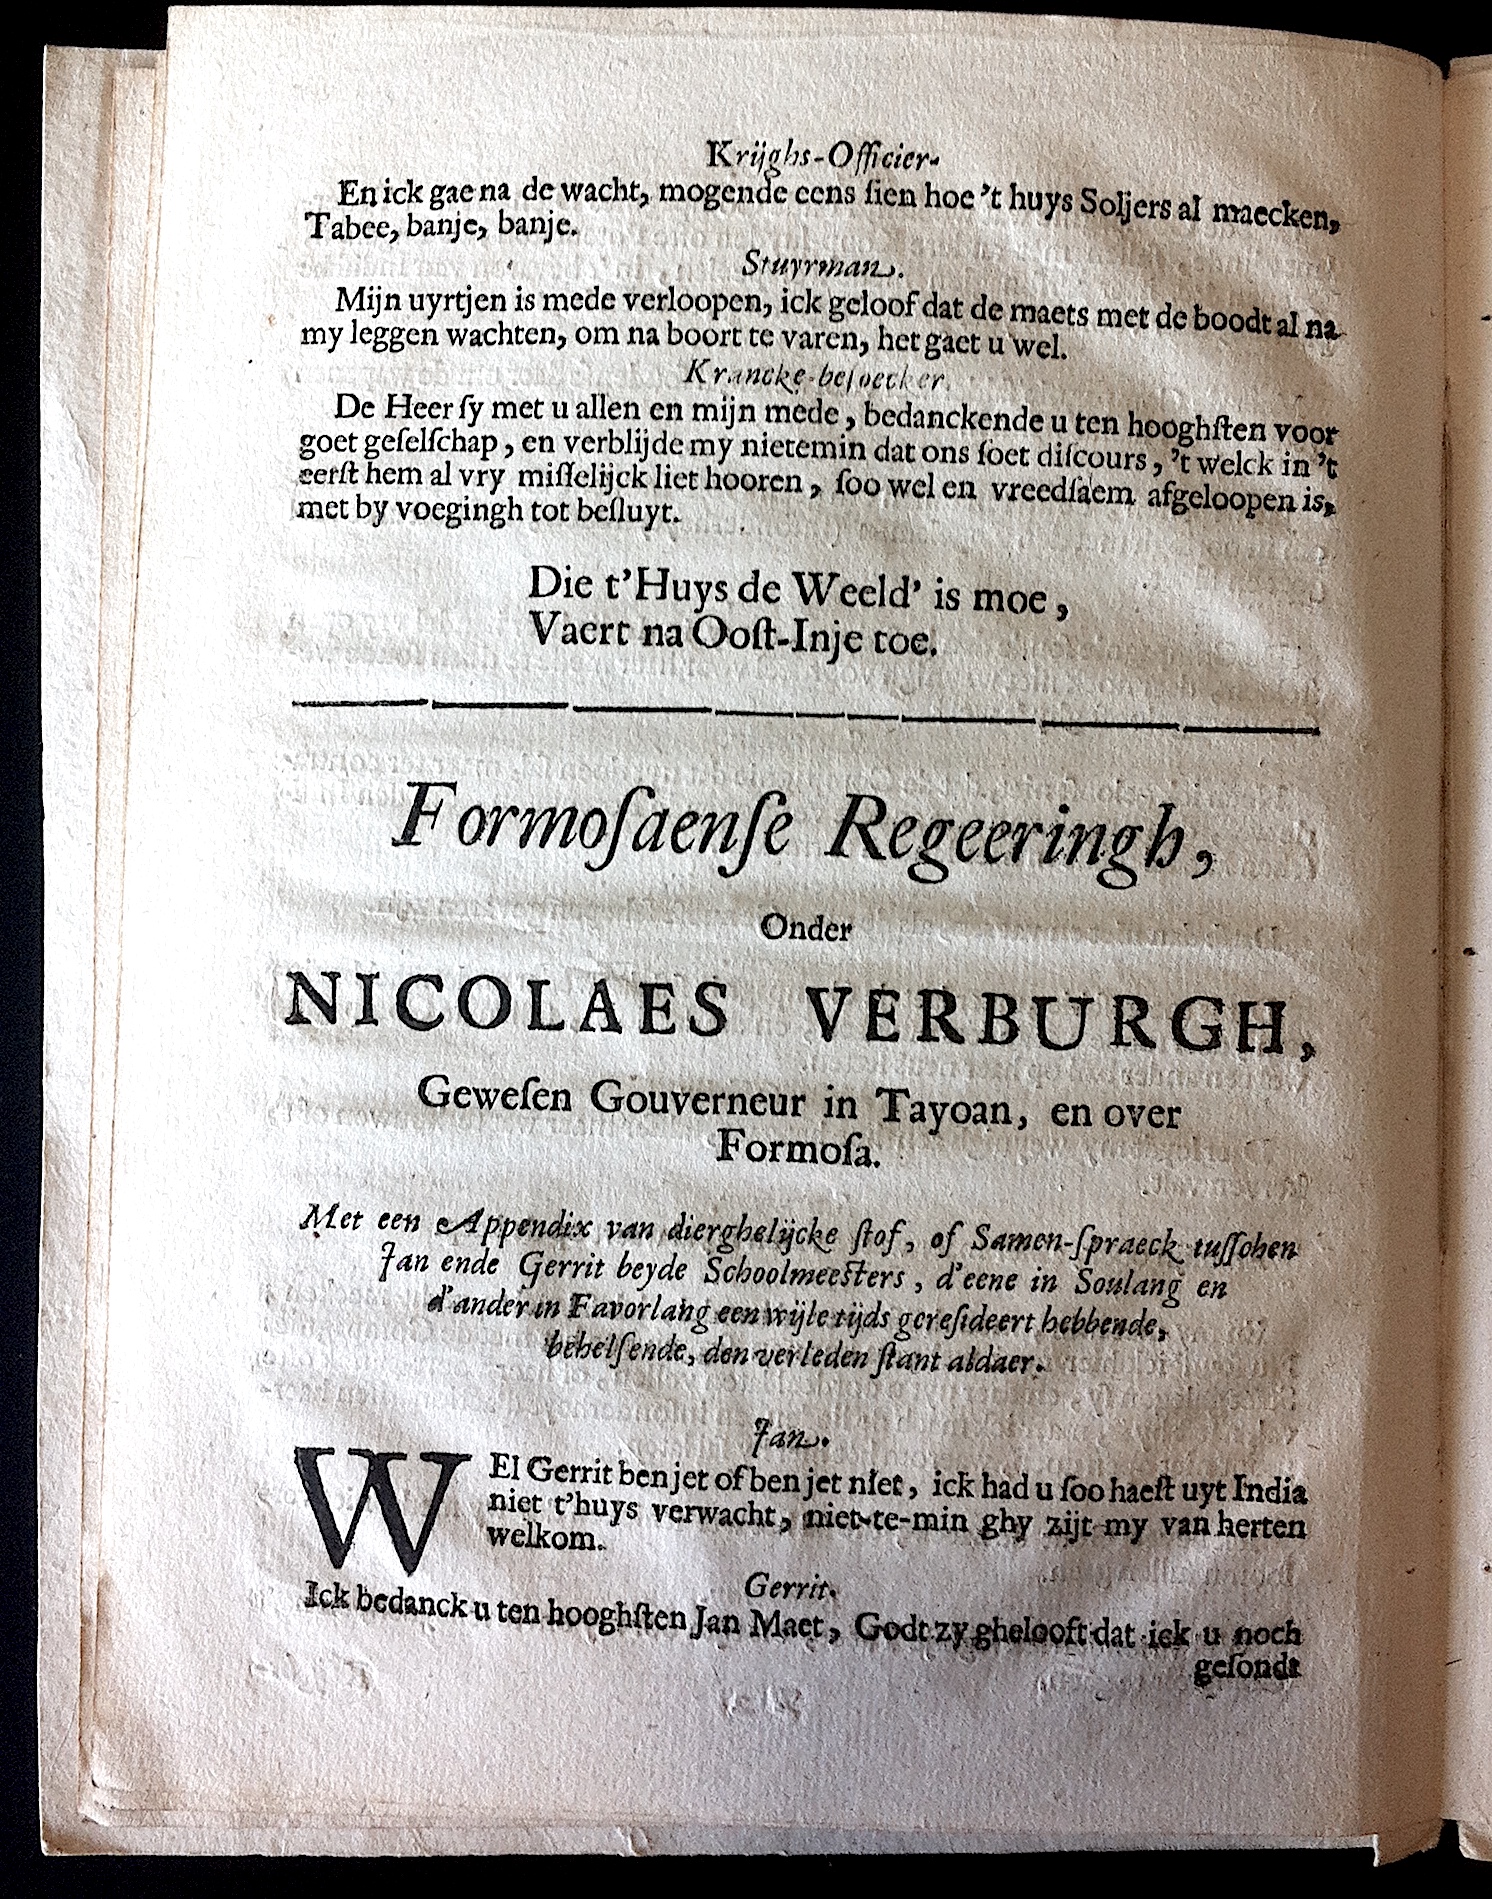 Krijghs-Officier.
En ick gae na de wacht, mogende eens ſien hoe 't huys Soljers al maecken,
Tabee, banje, banje.
Stuyrman.
Mijn uyrtjen is mede verloopen, ick geloof dat de maets met de boodt al na
my leggen wachten, om na boort te varen, het gaet u wel.
Krancke-beſoecker.
De Heer ſy met u allen en mijn mede, bedanckende u ten hooghſten voor
goet geſelſchap, en verblijde my nietemin dat ons ſoet diſcours, 't welck in 't
eerſt hem al vry miſſelijck liet hooren, ſoo wel en vreedſaem afgeloopen is,
met by voegingh tot beſluyt.
Die t'Huys de Weeld' is moe,
Vaert na Ooſt-Inje toe.
Formoſaenſe Regeeringh,
Onder
NICOLAES VERBURGH,
Geweſen Gouverneur in Tayoan, en over
Formoſa.
Met een Appendix van dierghelijcke ſtof, of Samen-ſpraeck tuſſchen
Jan ende Gerrit beyde Schoolmeesters, d'eene in Soulang en
d'ander in Favorlang een wijle tijds gereſideert hebbende,
behelſende, den verleden ſtant aldaer.
Jan.
WEl Gerrit ben jet of ben jet niet, ick had u ſoo haeſt uyt India
niet t'huys verwacht, niet-te-min ghy zijt my van herten
welkom.
Gerrit.
Ick bedanck u ten hooghſten Jan Maet, Godt zy ghelooft dat ick u noch
geſondt